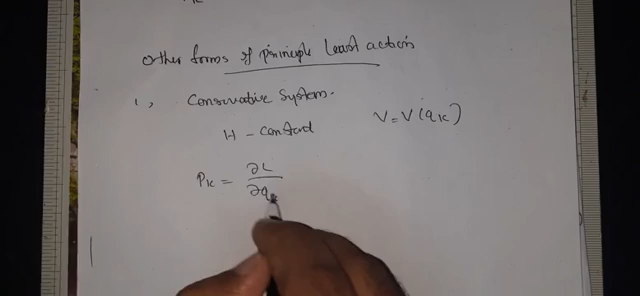 Other forms of principle least action
1, Conservative System.
H - constant V = V(qk)
Pk = ∂L / ∂q